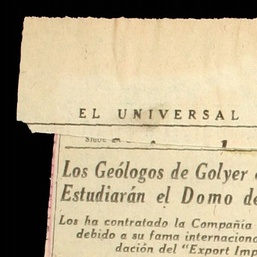 EL UNIVERSAL
Los Geólogos de Golyer
Estudiarán el Domo de
Los ha contratado la Compañía
debido a su fama internacion
dación del "Export Imp